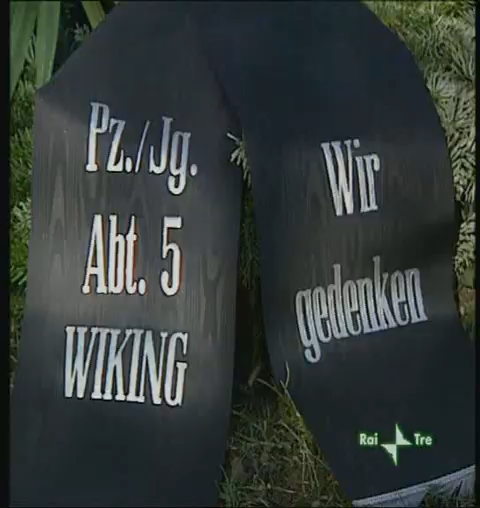 Pz./Jg.
Abt. 5
WIKING
Wir
gedenken
Rai Tre